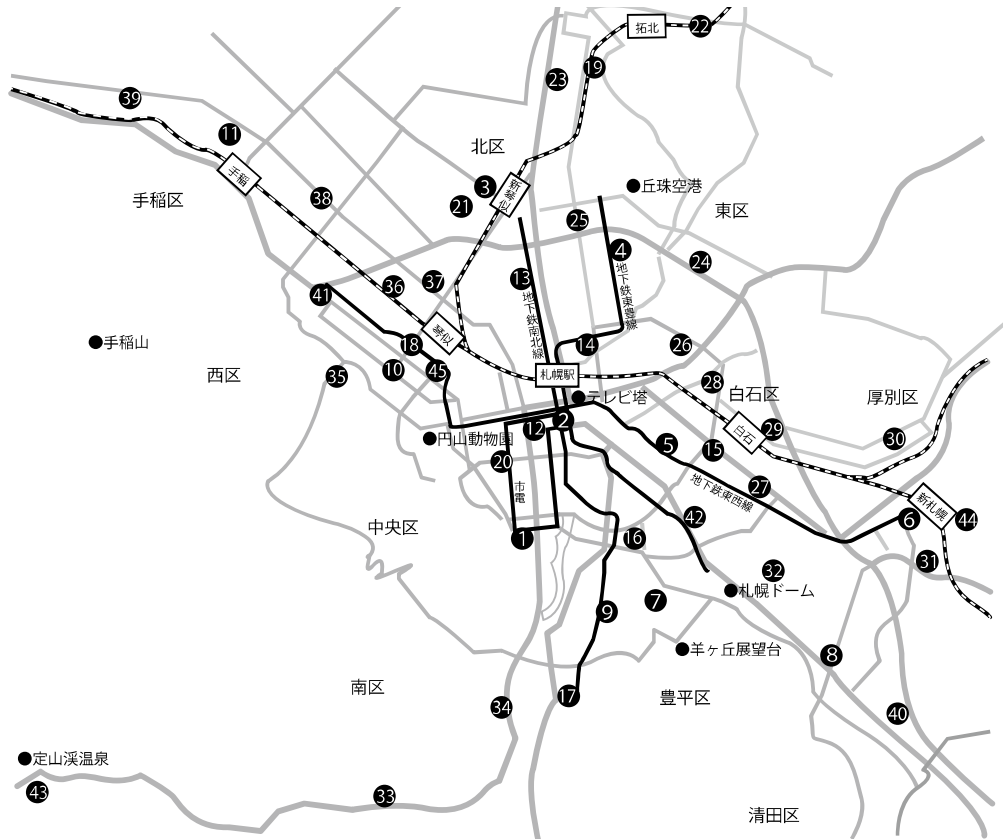 拓北
22
19
23
39
11
北区
手稲
3
新琴似
丘珠空港
手稲区
38
21
東区
25
4
地下鉄東豊線
24
13
地下鉄南北線
37
36
41
琴似
手稲山
18
14
26
西区
35
10
45
札幌駅
28
白石区
厚別区
テレビ塔
12
2
円山動物園
白石
29
30
5
15
20
市電
地下鉄東西線
27
新札幌
中央区
42
6
44
1
16
31
32
札幌ドーム
9
7
羊ヶ丘展望台
8
南区
17
豊平区
34
40
定山渓温泉
43
33
清田区